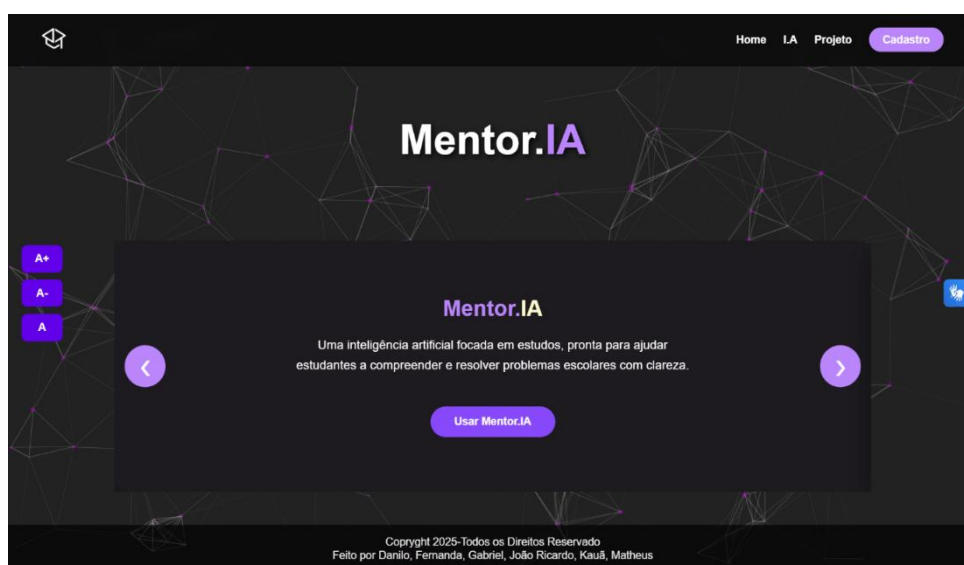 Home I.A Projeto Cadastro
Mentor.IA
A+
A-
A
Mentor.IA
Uma inteligência artificial focada em estudos, pronta para ajudar
estudantes a compreender e resolver problemas escolares com clareza.
Usar Mentor.IA
Copryght 2025-Todos os Direitos Reservado
Feito por Danilo, Fernanda, Gabriel, João Ricardo, Kauã, Matheus